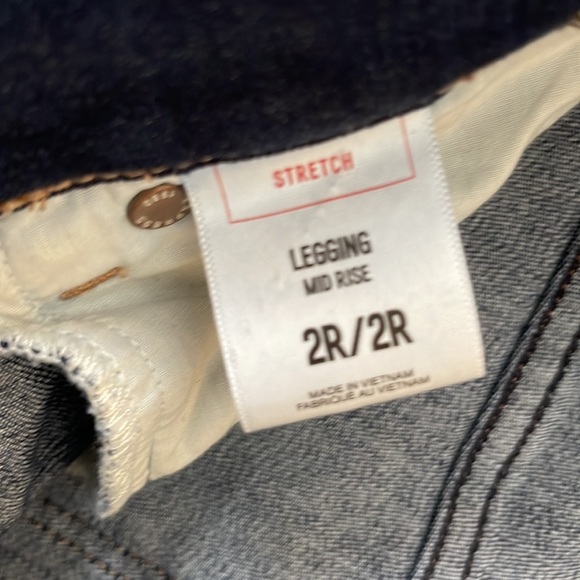 STRETCH
LEGGING
MID RISE
2R/2R
MADE IN VIETNAM
FABRIQUÉ AU VIETNAM